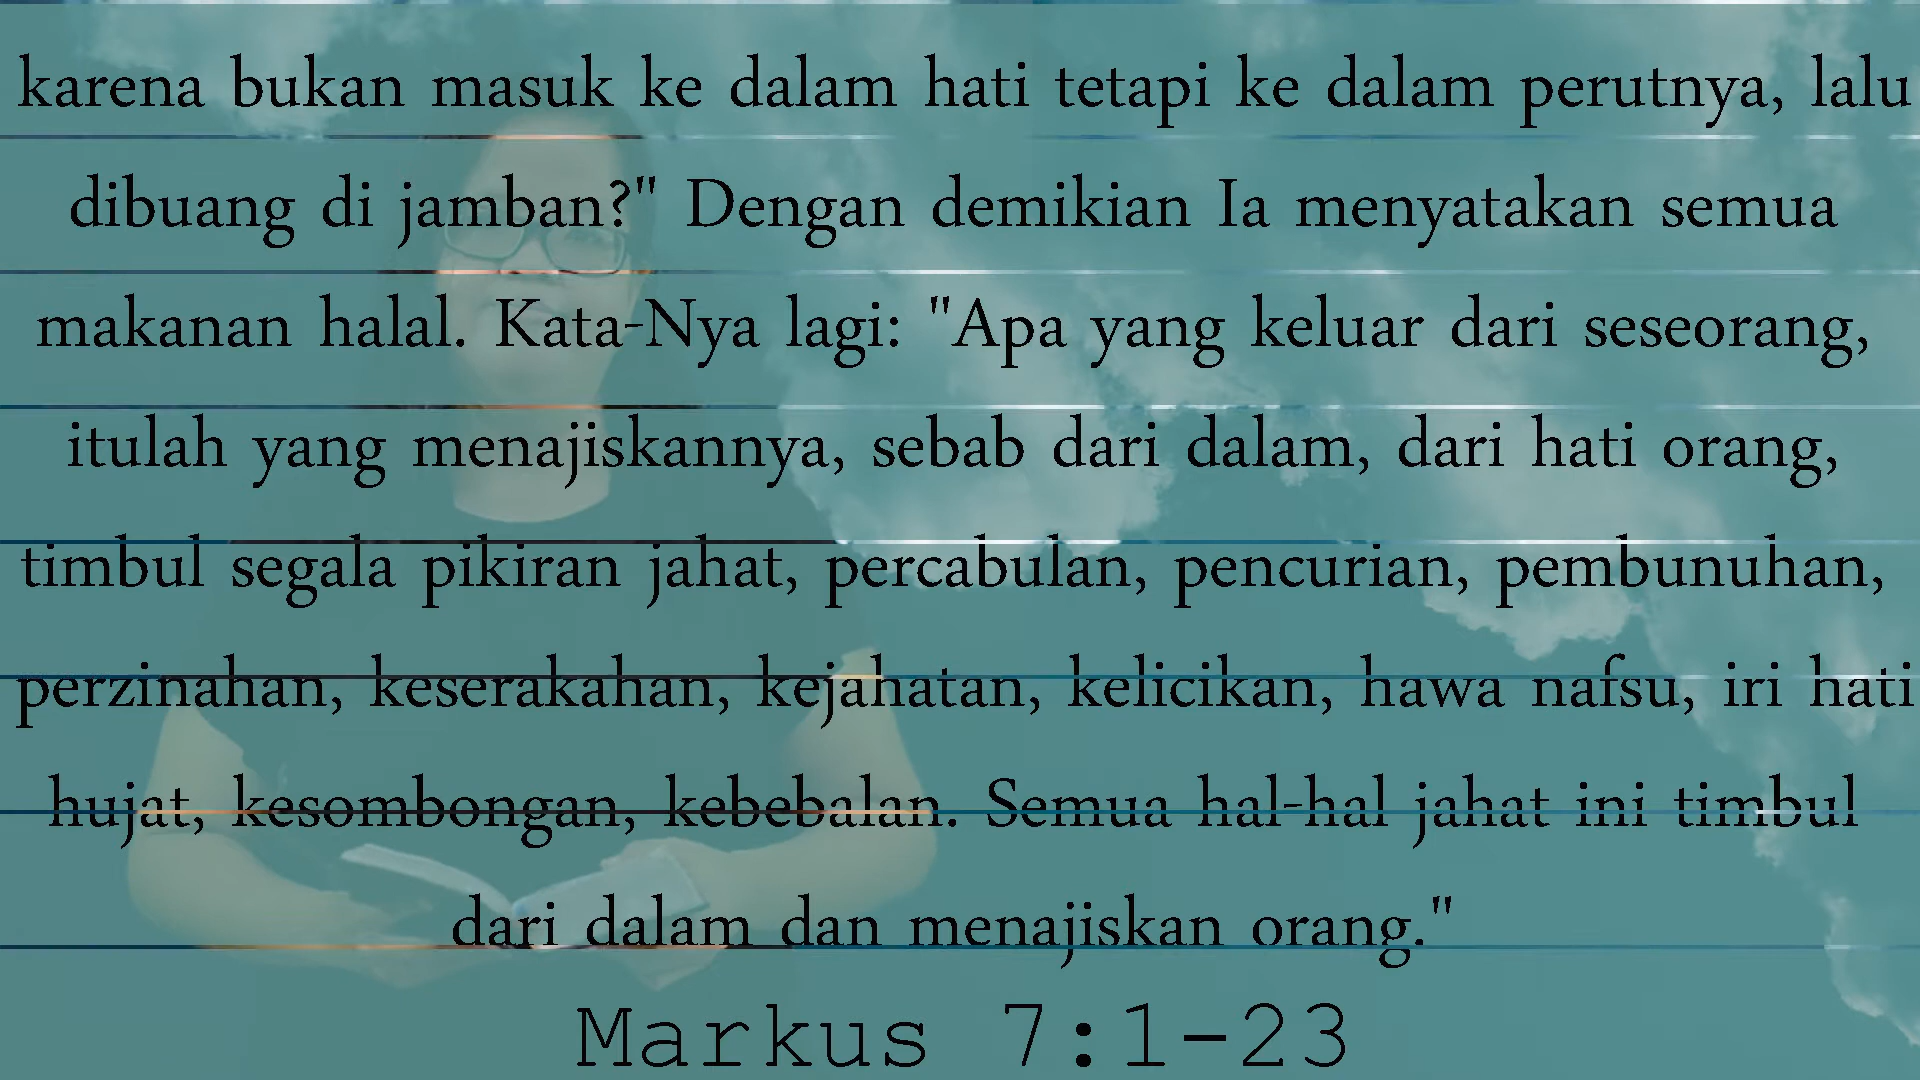 karena bukan masuk ke dalam hati tetapi ke dalam perutnya, lalu
dibuang di jamban?" Dengan demikian Ia menyatakan semua
makanan halal. Kata-Nya lagi: "Apa yang keluar dari seseorang,
itulah yang menajiskannya, sebab dari dalam, dari hati orang,
timbul segala pikiran jahat, percabulan, pencurian, pembunuhan,
perzinahan, keserakahan, kejahatan, kelicikan, hawa nafsu, iri hati
hujat, kesombongan, kebebalan. Semua hal-hal jahat ini timbul
dari dalam dan menajiskan orang."
Markus 7:1-23